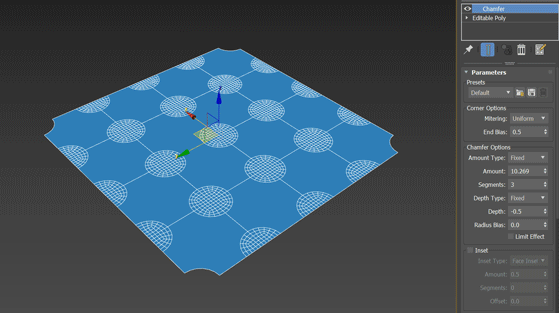 Chamfer
Editable Poly
Parameters
Presets
Default
Corner Options
Mitering: Uniform
End Bias: 0.5
Chamfer Options
Amount Type: Fixed
Amount: 10.269
Segments: 3
Depth Type: Fixed
Depth: -0.5
Radius Bias: 0.0
Limit Effect
Inset
Inset Type:
Amount: 0.5
Segments: 0
Offset: 0.0